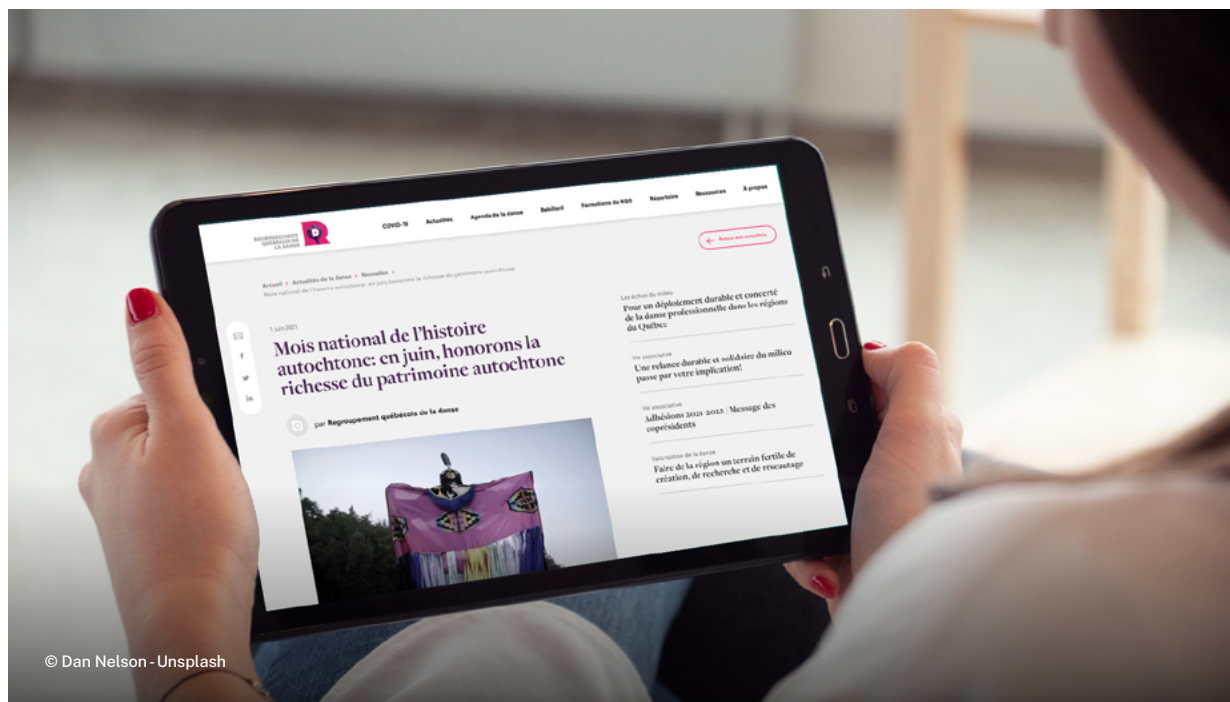 REGROUPEMENT
QUÉBÉCOIS DE
LA DANSE
COVID-19 Actualités Agenda de la danse Babillard Formations du RQD Répertoire Ressources À propos
Retour aux actualités
Accueil Actualités de la danse Nouvelles
Mois national de l'histoire autochtone: en juin, honorons la richesse du patrimoine autochtone
1 juin 2021
Mois national de l'histoire
autochtone: en juin, honorons la
richesse du patrimoine autochtone
par Regroupement québécois de la danse
Les échos du milieu
Pour un déploiement durable et concerté
de la danse professionnelle dans les régions
du Québec
Vie associative
Une relance durable et solidaire du milieu
passe par votre implication!
Vie associative
Adhésions 2021-2022 | Message des
coprésidents
Valorisation de la danse
Faire de la région un terrain fertile de
création, de recherche et de réseautage
© Dan Nelson - Unsplash